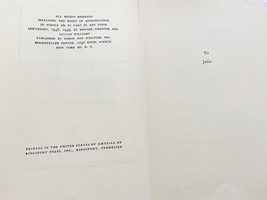 ALL RIGHTS RESERVED
INCLUDING THE RIGHT OF REPRODUCTION
IN WHOLE OR IN PART IN ANY FORM
COPYRIGHT, 1948, 1955, BY EDWARD STREETER AND
GLUYAS WILLIAMS
PUBLISHED BY SIMON AND SCHUSTER, INC.
ROCKEFELLER CENTER, 1230 SIXTH AVENUE
NEW YORK 20, N. Y.
PRINTED IN THE UNITED STATES OF AMERICA BY
KINGSPORT PRESS, INC., KINGSPORT, TENNESSEE
To
Julie